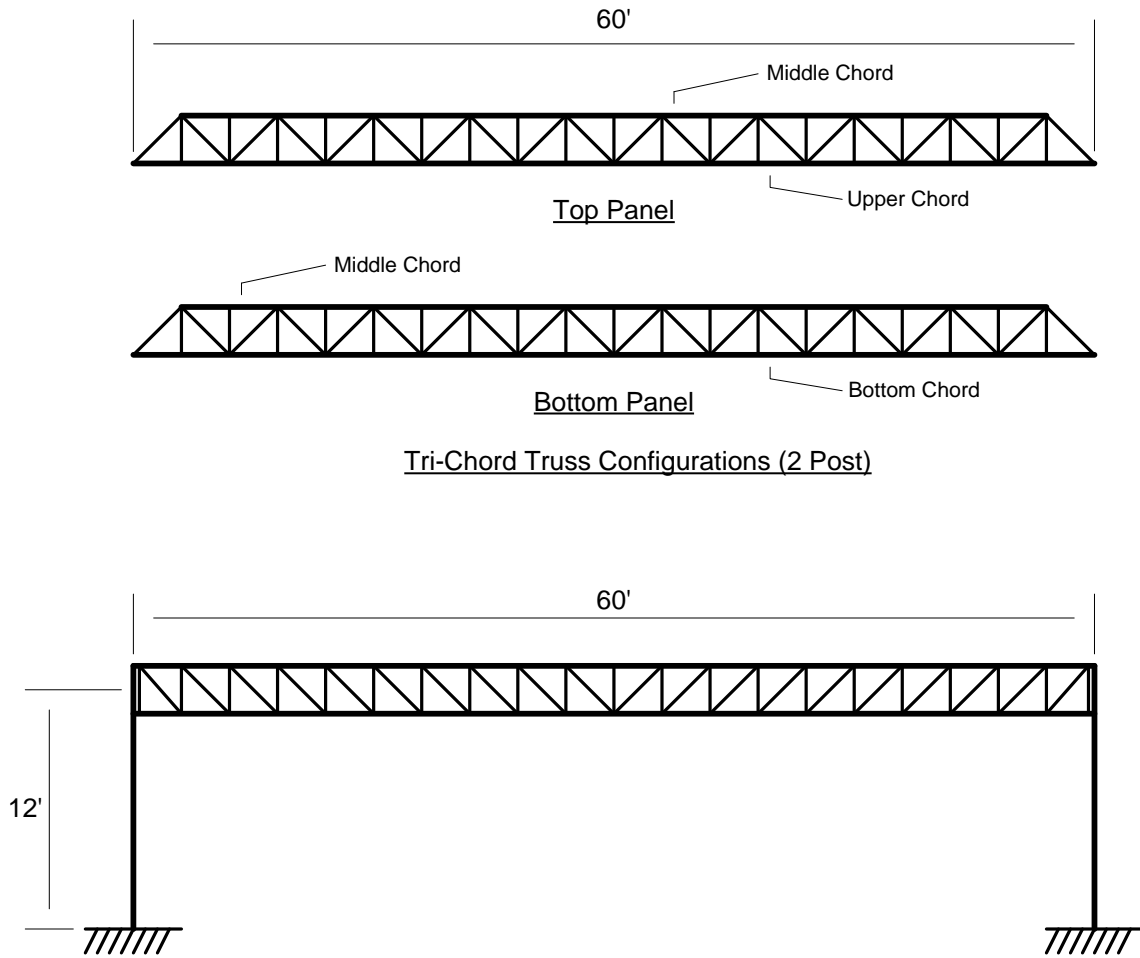 60'
Middle Chord
Upper Chord
Top Panel
Middle Chord
Bottom Chord
Bottom Panel
Tri-Chord Truss Configurations (2 Post)
60'
12'